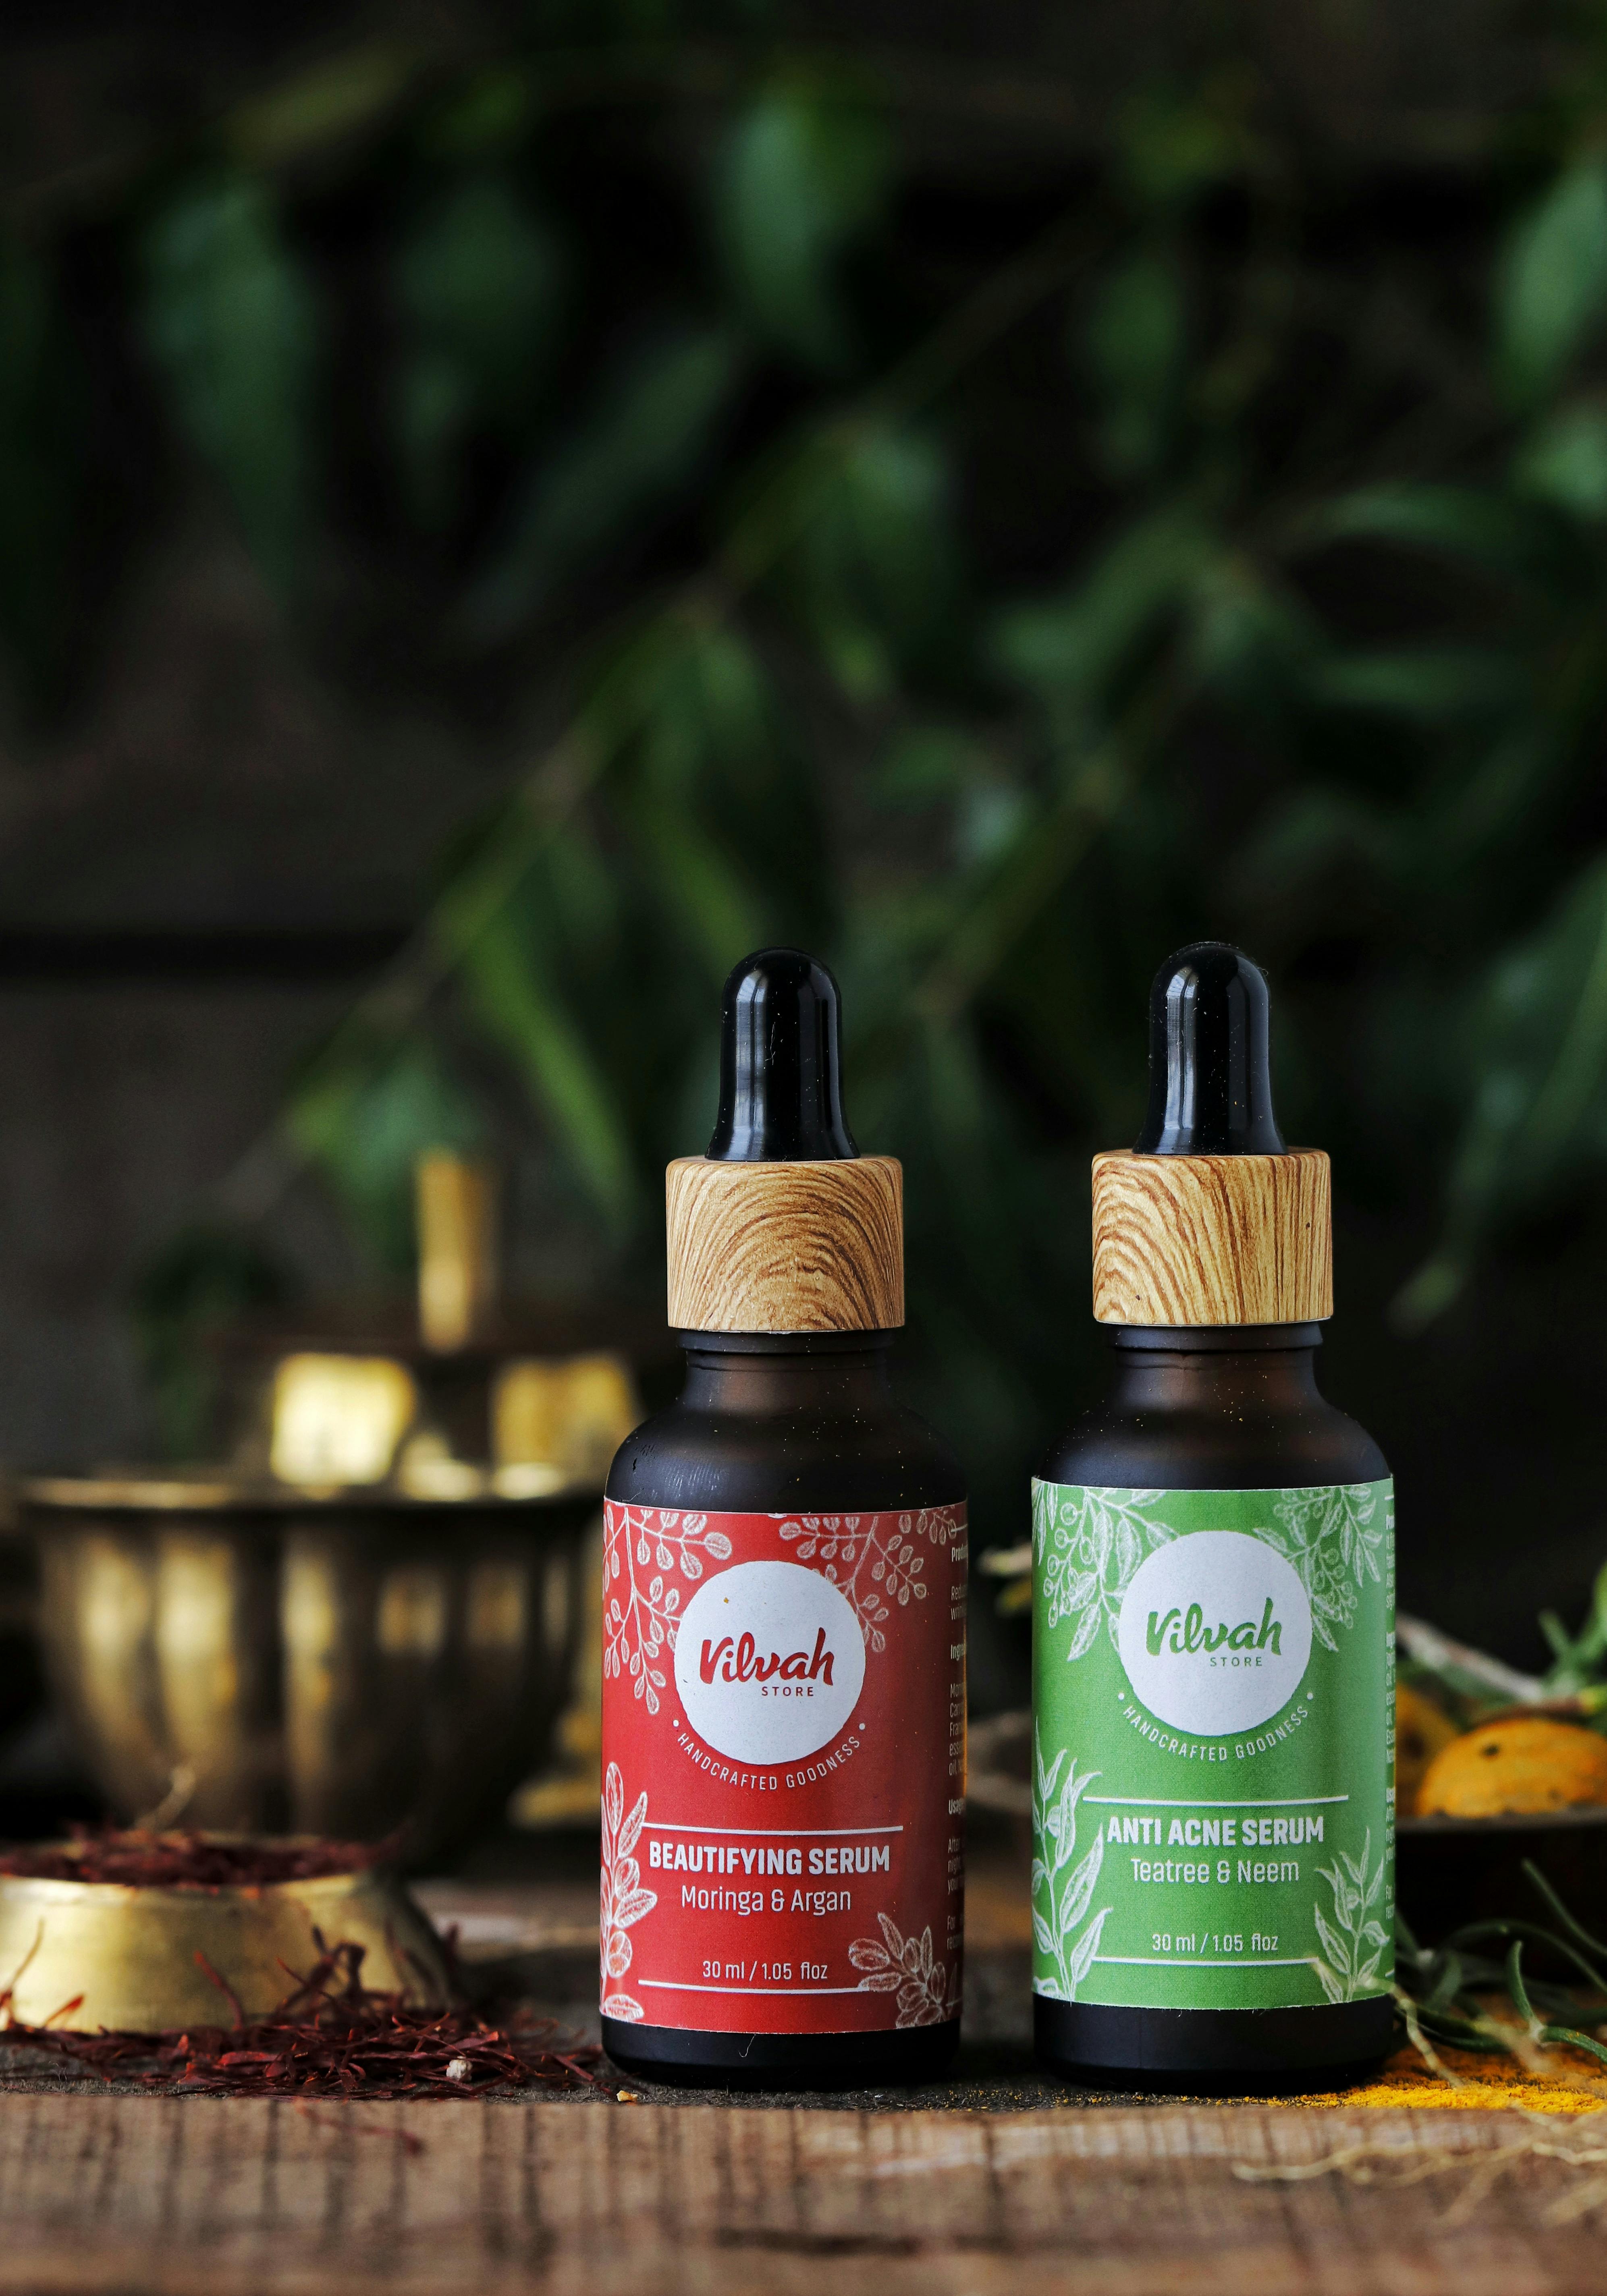 Vilvah
STORE
• HANDCRAFTED GOODNESS •
BEAUTIFYING SERUM
Moringa & Argan
30 ml / 1.05 floz
Vilvah
STORE
• HANDCRAFTED GOODNESS •
ANTI ACNE SERUM
Teatree & Neem
30 ml / 1.05 floz